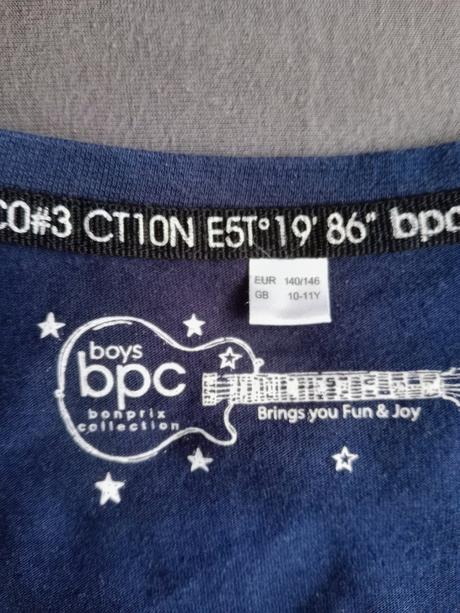 CO#3 CT10N E5T°19' 86" bpc
EUR 140/146
GB 10-11Y
boys
bpc
bonprix
collection
Brings you Fun & Joy